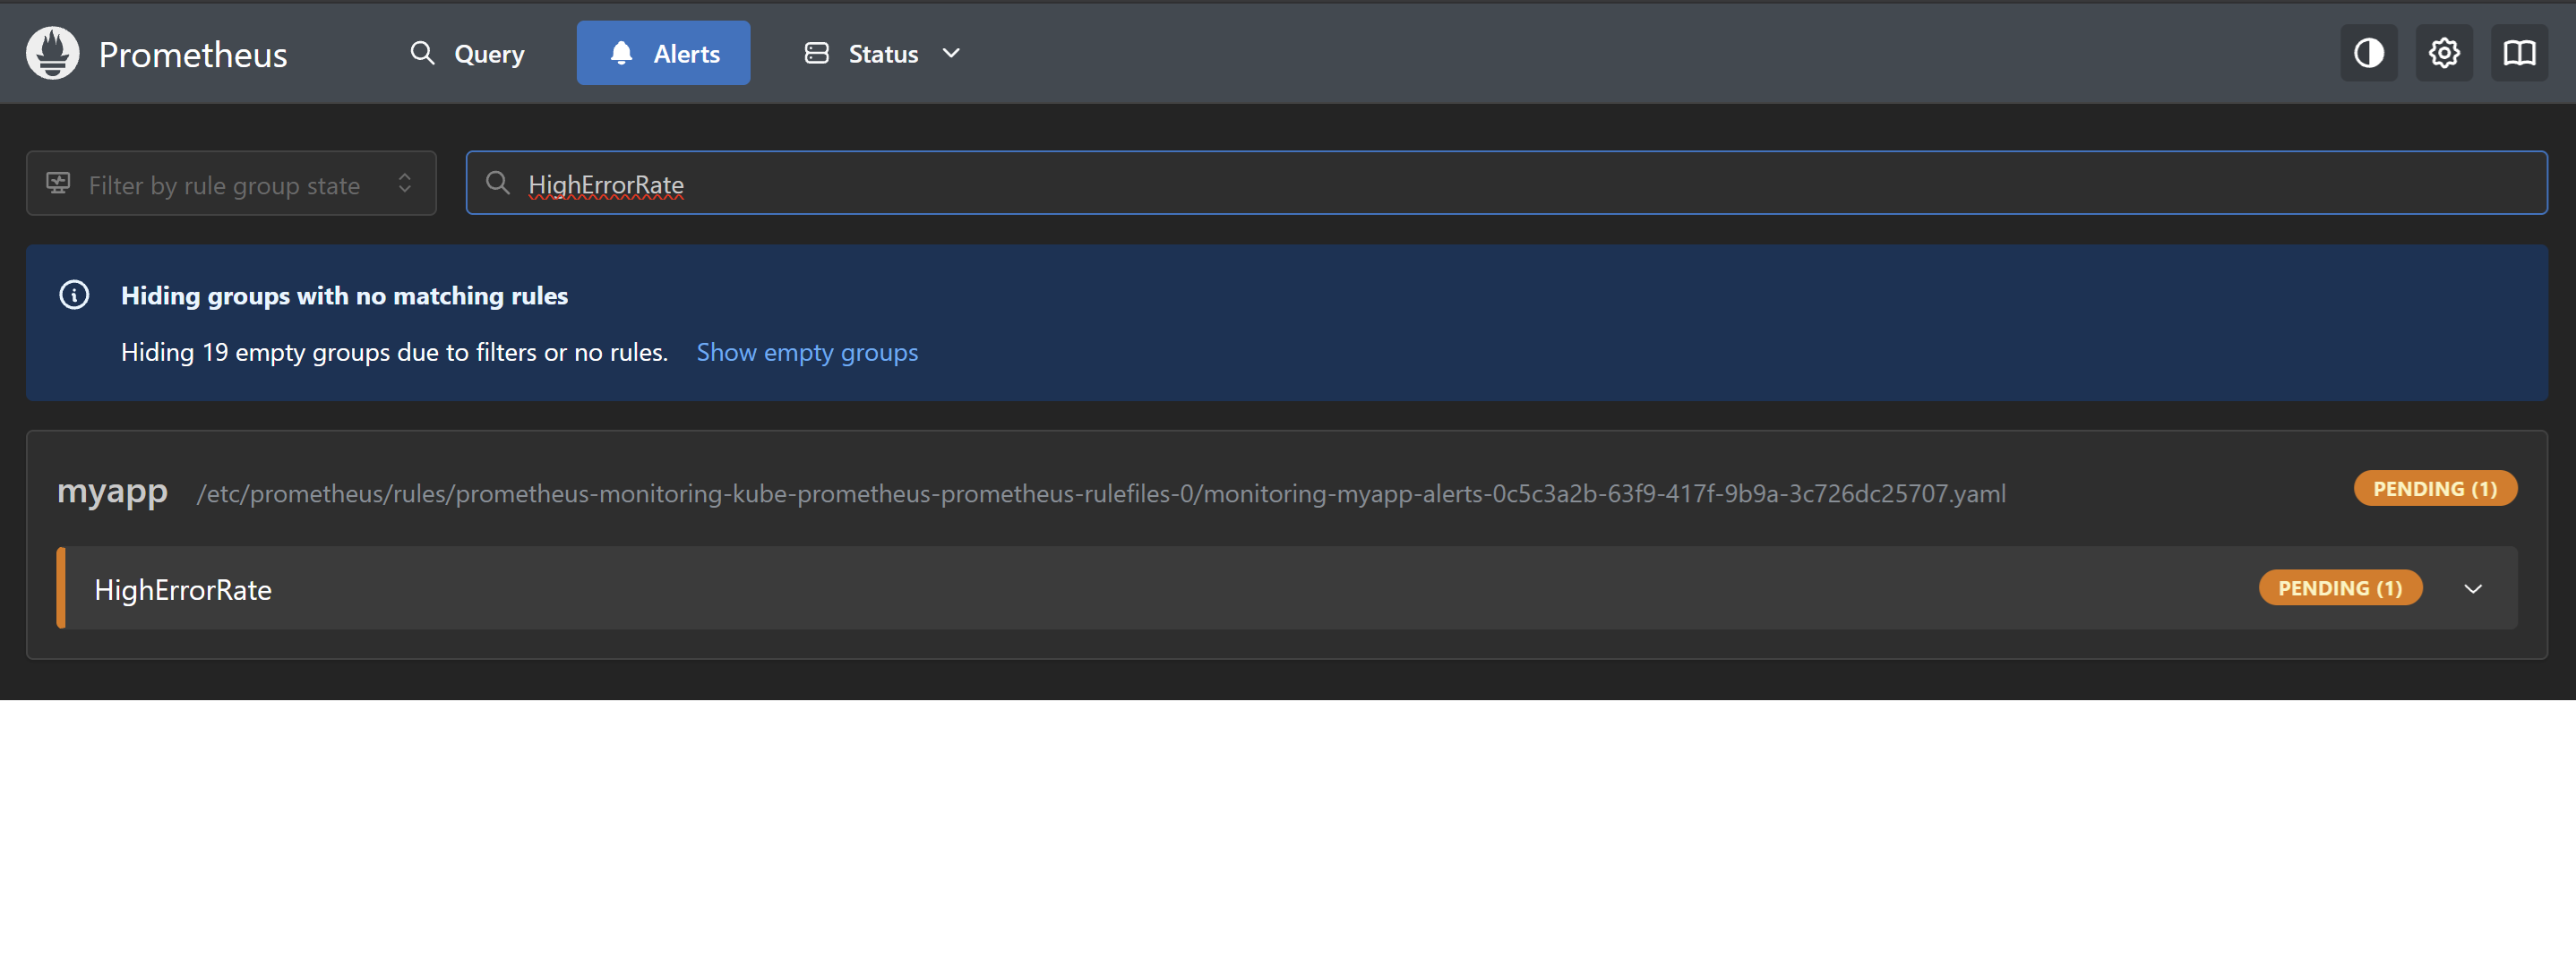 Prometheus Query Alerts Status
Filter by rule group state HighErrorRate
Hiding groups with no matching rules
Hiding 19 empty groups due to filters or no rules. Show empty groups
myapp /etc/prometheus/rules/prometheus-monitoring-kube-prometheus-prometheus-rulefiles-0/monitoring-myapp-alerts-0c5c3a2b-63f9-417f-9b9a-3c726dc25707.yaml PENDING (1)
HighErrorRate PENDING (1)